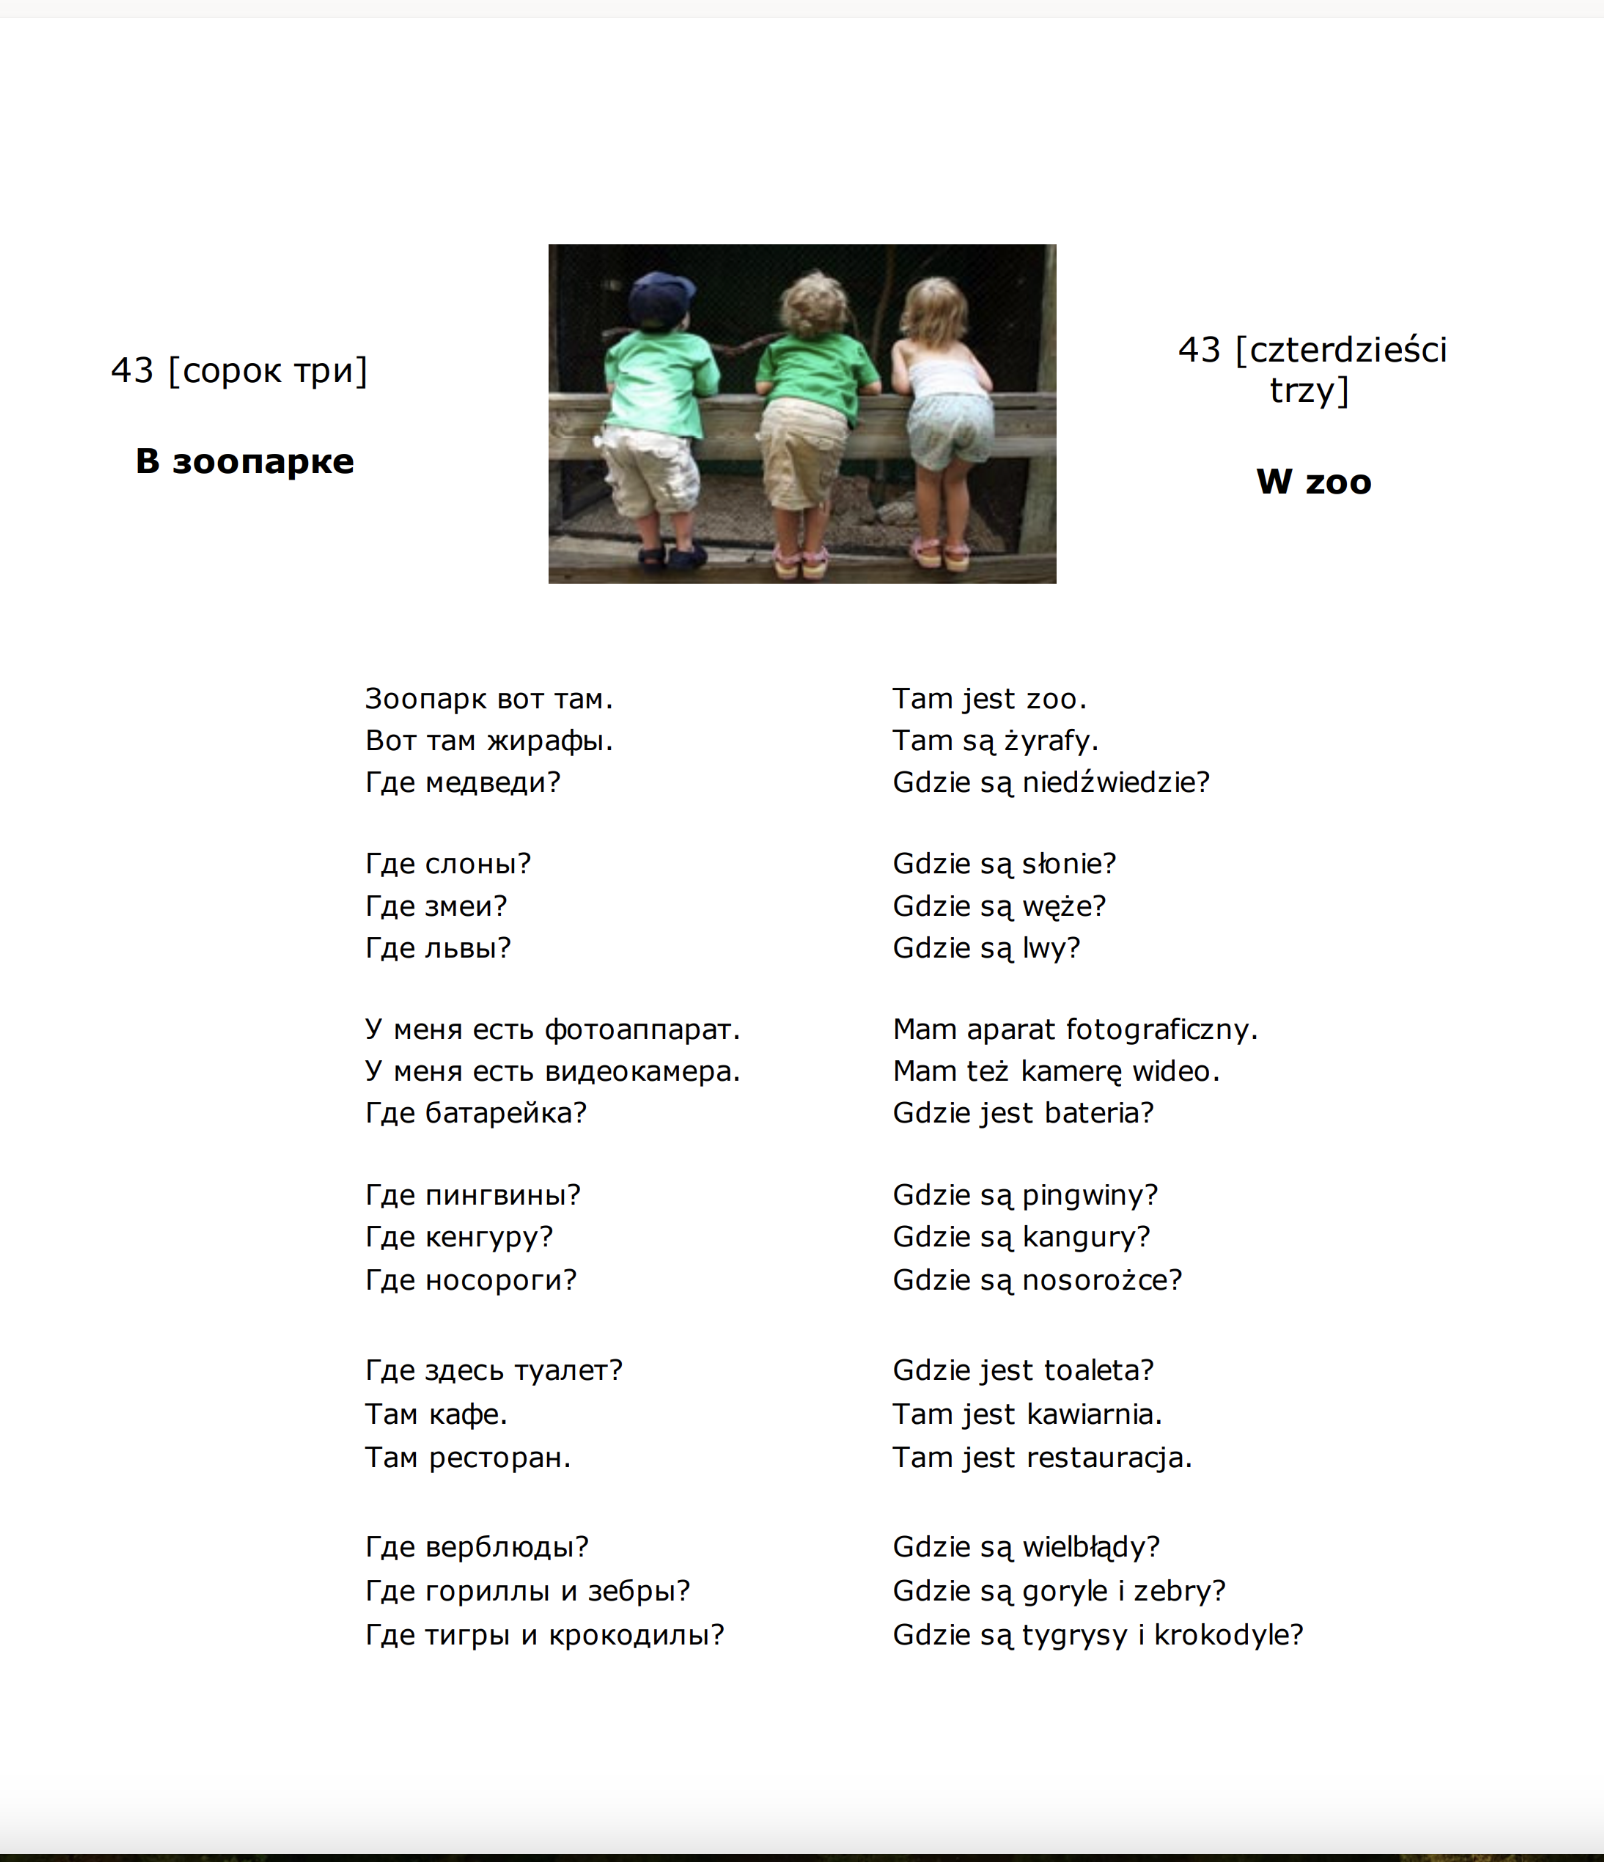 43 [сорок три]
В зоопарке
43 [czterdzieści
trzy]
W zoo
Зоопарк вот там.
Tam jest zoo.
Вот там жирафы.
Tam są żyrafy.
Где медведи?
Gdzie są niedźwiedzie?
Где слоны?
Gdzie są słonie?
Где змеи?
Gdzie są węże?
Где львы?
Gdzie są lwy?
У меня есть фотоаппарат.
Mam aparat fotograficzny.
У меня есть видеокамера.
Mam też kamerę wideo.
Где батарейка?
Gdzie jest bateria?
Где пингвины?
Gdzie są pingwiny?
Где кенгуру?
Gdzie są kangury?
Где носороги?
Gdzie są nosorożce?
Где здесь туалет?
Gdzie jest toaleta?
Там кафе.
Tam jest kawiarnia.
Там ресторан.
Tam jest restauracja.
Где верблюды?
Gdzie są wielbłądy?
Где гориллы и зебры?
Gdzie są goryle i zebry?
Где тигры и крокодилы?
Gdzie są tygrysy i krokodyle?